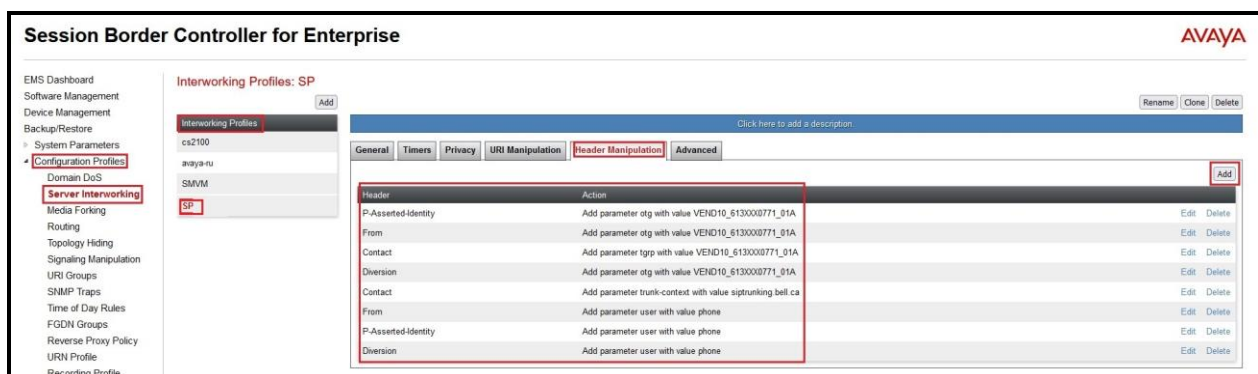 Session Border Controller for Enterprise
AVAYA
EMS Dashboard
Software Management
Device Management
Backup/Restore
System Parameters
Configuration Profiles
Domain DoS
Server Interworking
Media Forking
Routing
Topology Hiding
Signaling Manipulation
URI Groups
SNMP Traps
Time of Day Rules
FGDN Groups
Reverse Proxy Policy
URN Profile
Recording Profile
Interworking Profiles: SP
Add
Rename Clone Delete
Interworking Profiles
cs2100
avaya-ru
SMVM
SP
Click here to add a description.
General Timers Privacy URI Manipulation Header Manipulation Advanced
Add
Header Action
P-Asserted-Identity Add parameter otg with value VEND10_613XXX0771_01A Edit Delete
From Add parameter otg with value VEND10_613XXX0771_01A Edit Delete
Contact Add parameter tgrp with value VEND10_613XXX0771_01A Edit Delete
Diversion Add parameter otg with value VEND10_613XXX0771_01A Edit Delete
Contact Add parameter trunk-context with value siptrunking.bell.ca Edit Delete
From Add parameter user with value phone Edit Delete
P-Asserted-Identity Add parameter user with value phone Edit Delete
Diversion Add parameter user with value phone Edit Delete